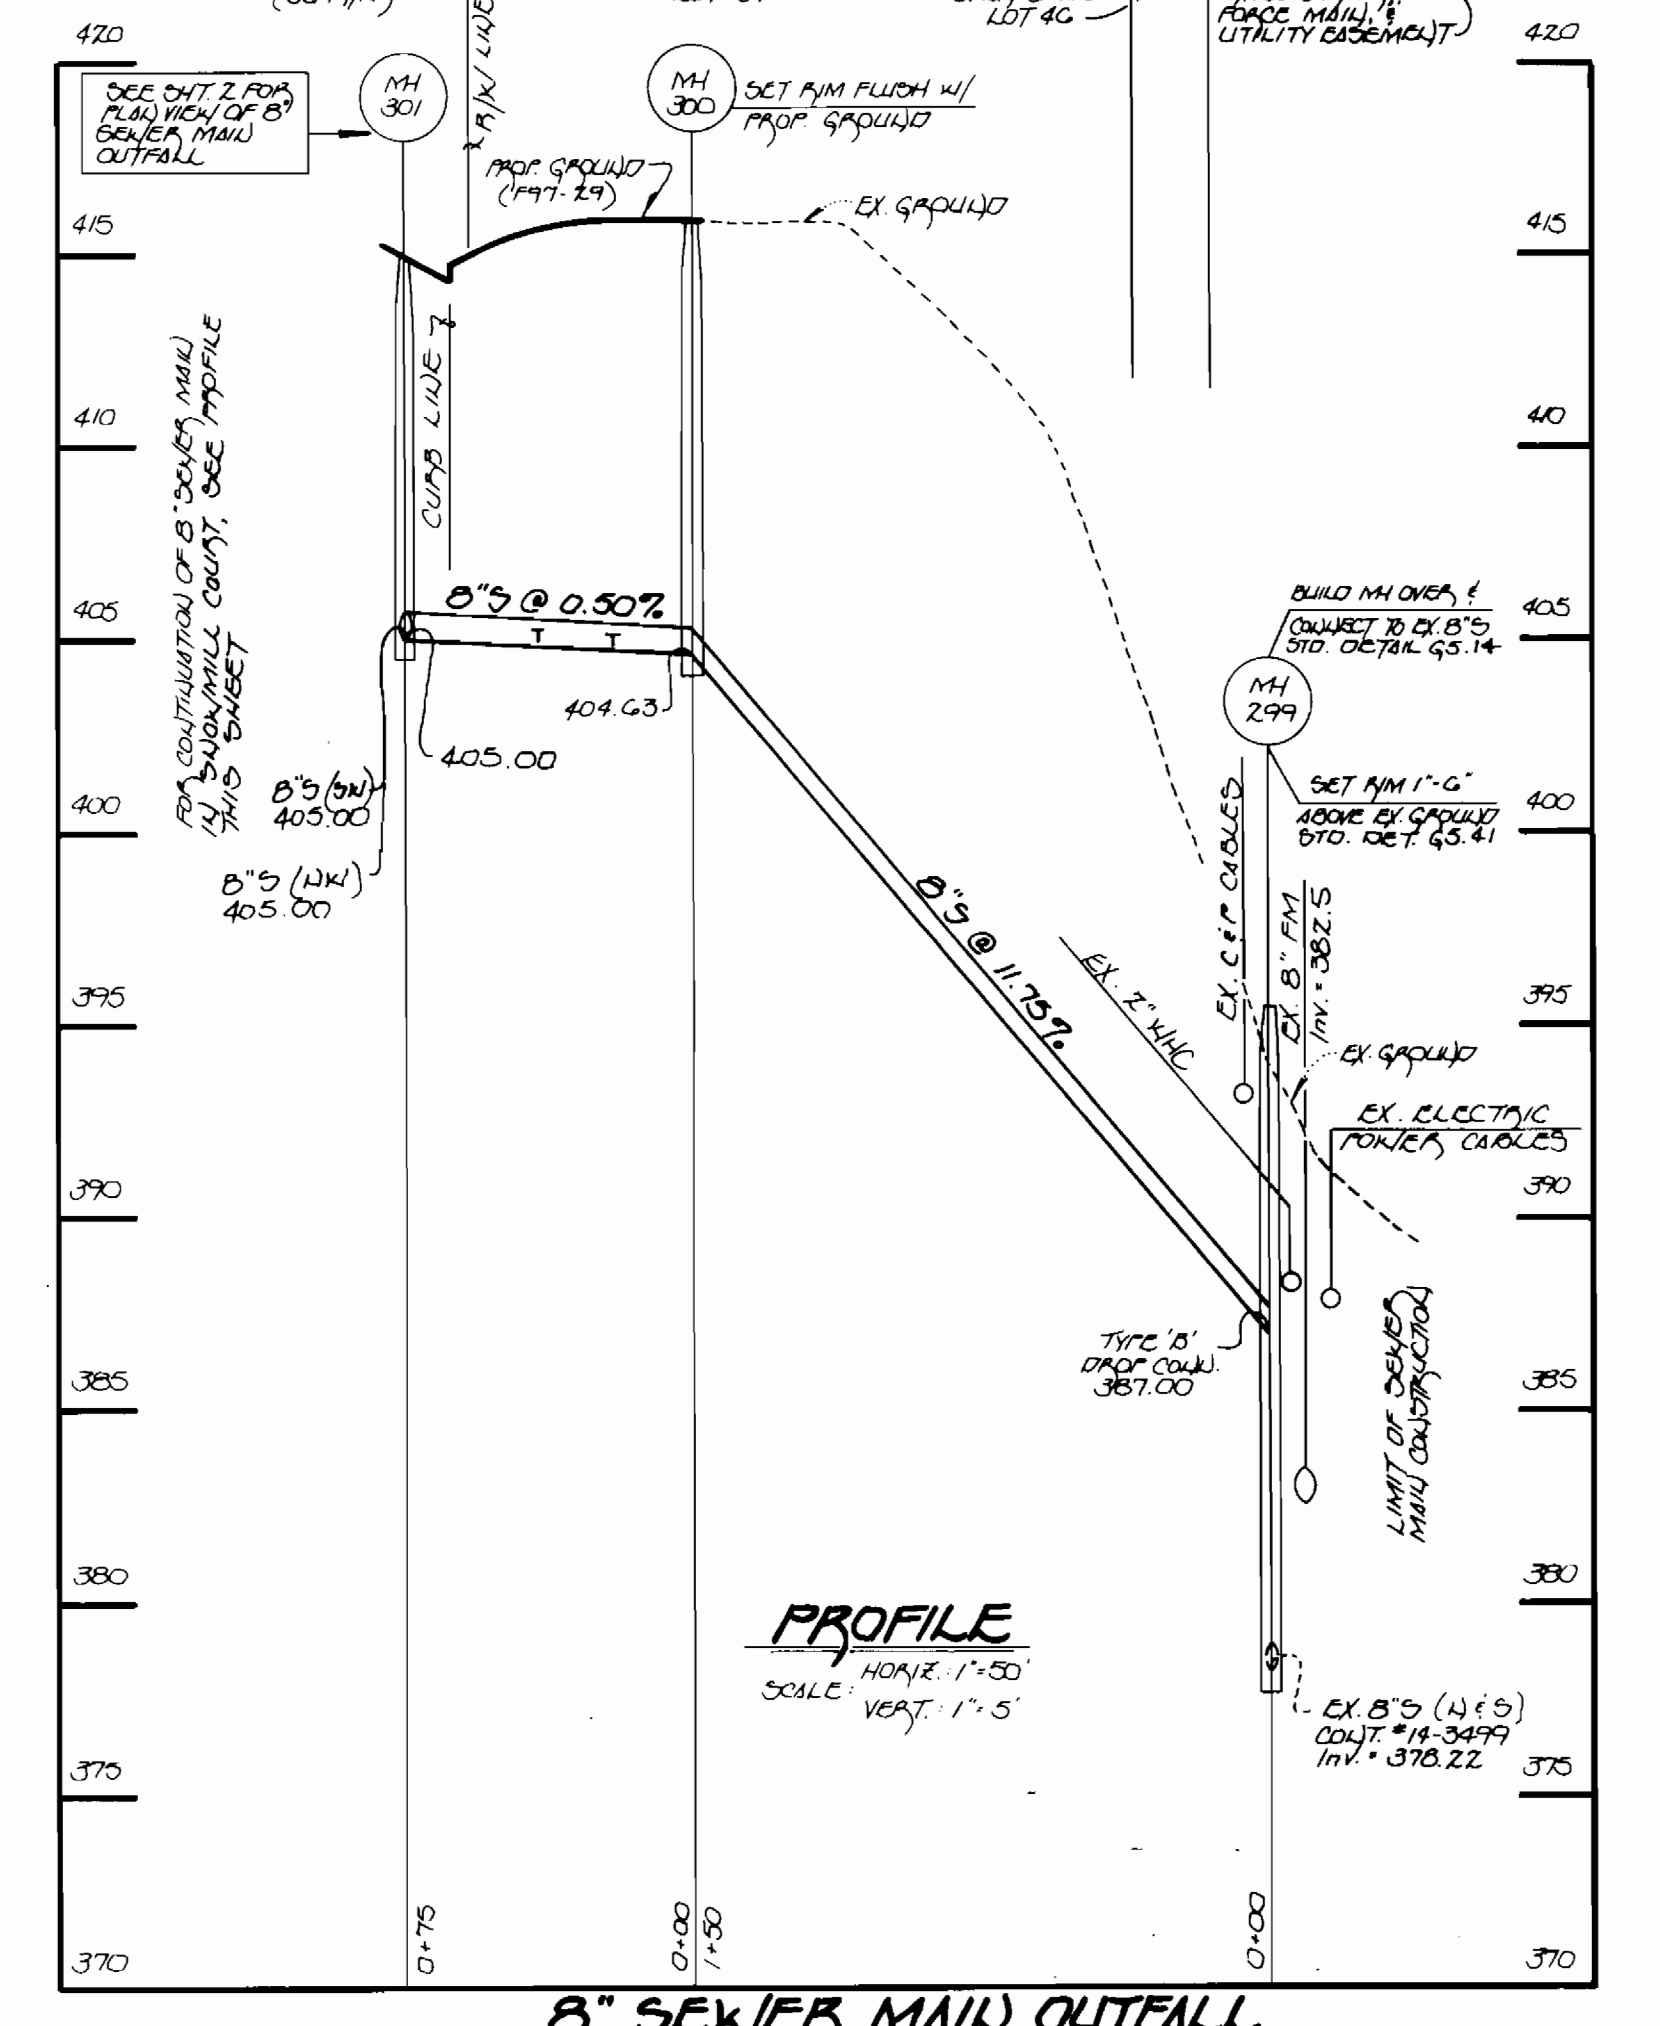 LOT 46
FORCE MAIN, &
UTILITY EASEMENT
420
420
SEE SHT. 2 FOR
PLAN VIEW OF 8"
SEWER MAIN
OUTFALL
MH
301
R/W LINE
MH
300
SET RIM FLUSH W/
PROP. GROUND
PROP. GROUND
(F97-29)
EX. GROUND
415
415
410
410
FOR CONTINUATION OF 8" SEWER MAIN
IN SNOWMILL COURT, SEE PROFILE
THIS SHEET
CURB LINE
405
405
8"S @ 0.50%
T T
404.63
405.00
8"S (SW)
405.00
8"S (NW)
405.00
BUILD MH OVER &
CONNECT TO EX. 8"S
STD. DETAIL G5.14
MH
299
SET RIM 1'-6"
ABOVE EX. GROUND
STD. DET. G5.41
400
400
8"S @ 11.75%
EX. 2" WHC
EX. C & P CABLES
EX. 8" FM
Inv. = 382.5
395
395
EX. GROUND
EX. ELECTRIC
POWER CABLES
390
390
TYPE 'B'
DROP CONN.
387.00
385
385
LIMIT OF SEWER
MAIN CONSTRUCTION
380
380
PROFILE
SCALE:
HORIZ.: 1"=50'
VERT.: 1"=5'
EX. 8"S (N & S)
CONT. #14-3499
Inv. = 378.22
375
375
0+75
0+00
1+50
0+00
370
370
8" SEWER MAIN OUTFALL